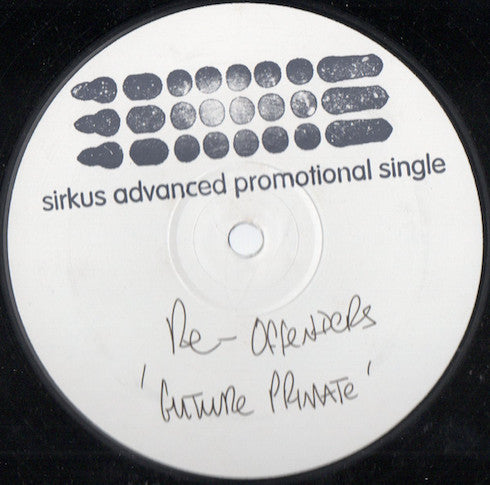 sirkus advanced promotional single
Re-OFFENDERS
'FUTURE PRIMATE'